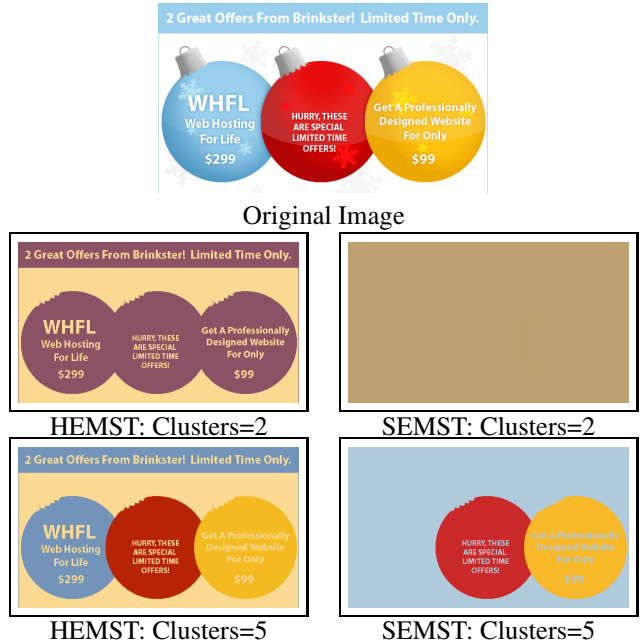 2 Great Offers From Brinkster! Limited Time Only.
WHFL
Web Hosting
For Life
$299
HURRY, THESE
ARE SPECIAL
LIMITED TIME
OFFERS!
Get A Professionally
Designed Website
For Only
$99
Original Image
2 Great Offers From Brinkster! Limited Time Only.
WHFL
Web Hosting
For Life
$299
HURRY, THESE
ARE SPECIAL
LIMITED TIME
OFFERS!
Get A Professionally
Designed Website
For Only
$99
HEMST: Clusters=2
SEMST: Clusters=2
2 Great Offers From Brinkster! Limited Time Only.
WHFL
Web Hosting
For Life
$299
HURRY, THESE
ARE SPECIAL
LIMITED TIME
OFFERS!
Get A Professionally
Designed Website
For Only
$99
HURRY, THESE
ARE SPECIAL
LIMITED TIME
OFFERS!
Get A Professionally
Designed Website
For Only
$99
HEMST: Clusters=5
SEMST: Clusters=5